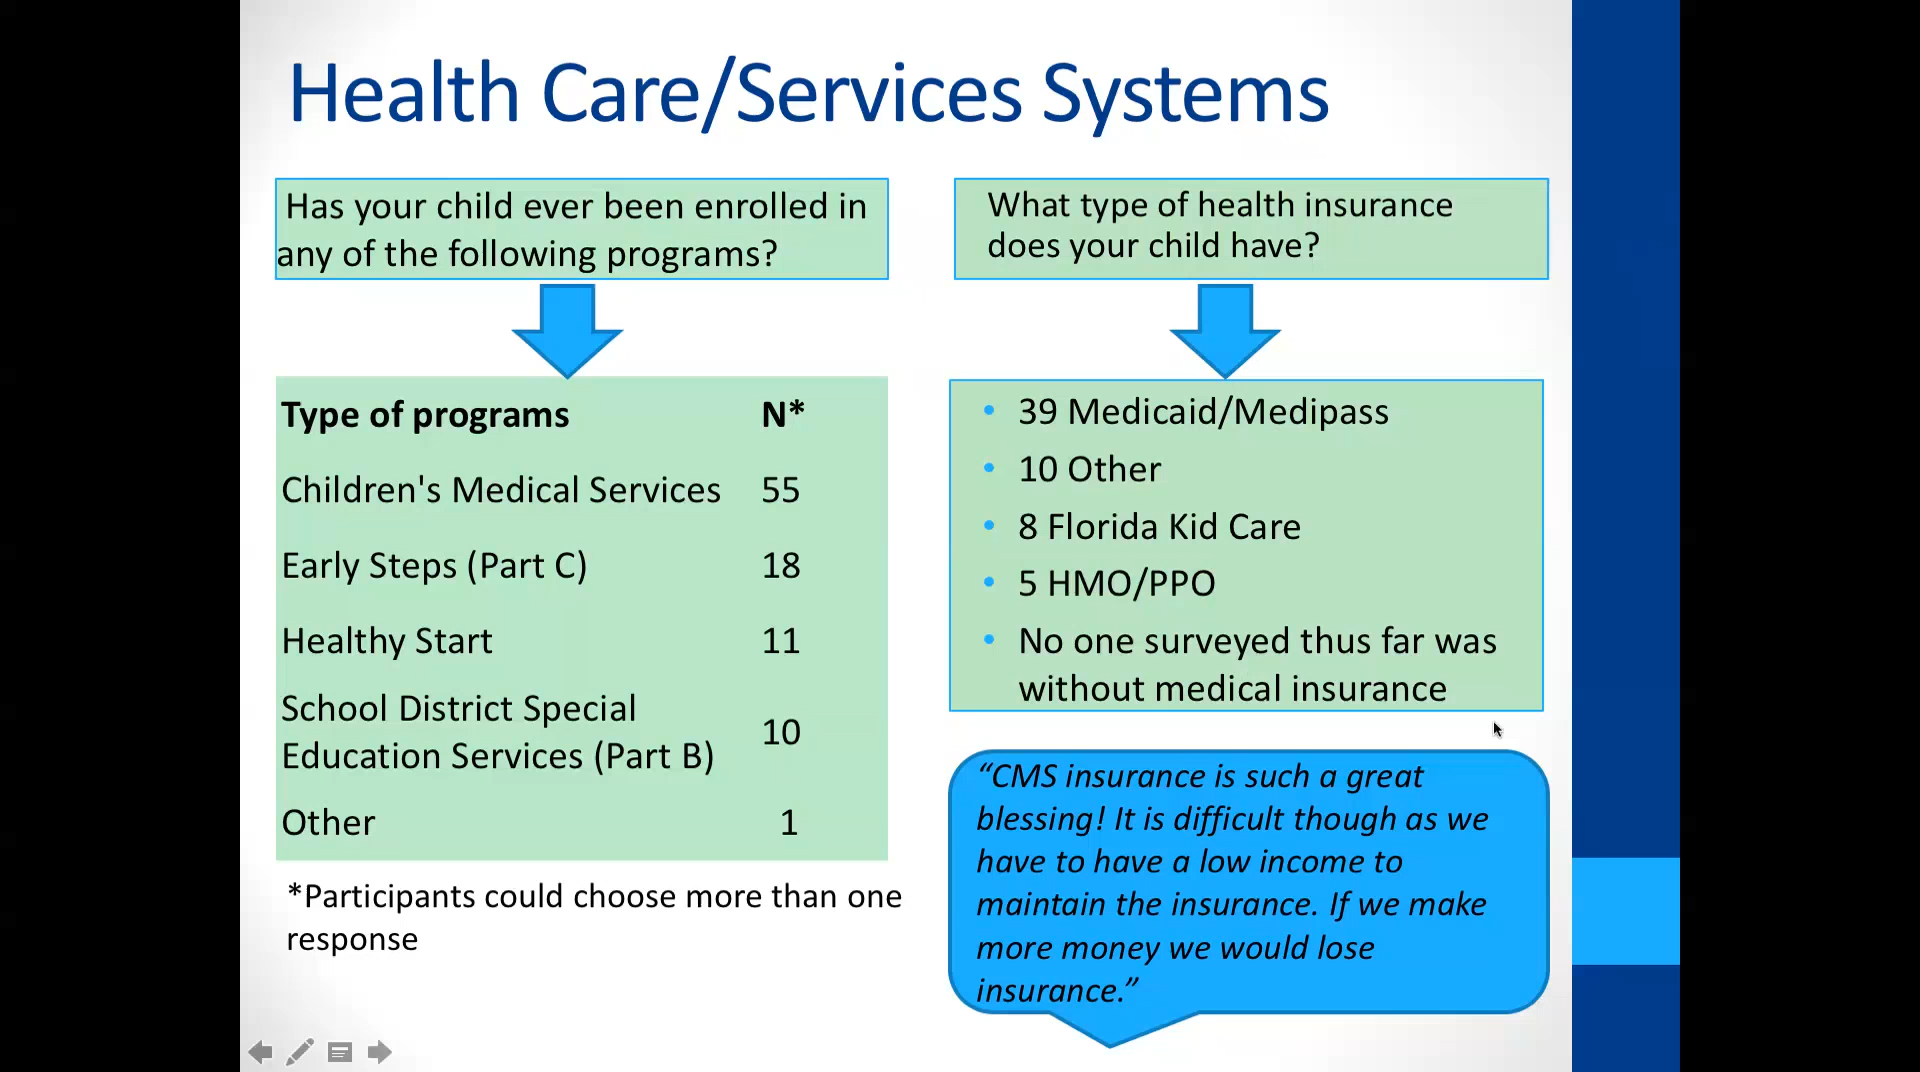 Health Care/Services Systems
Has your child ever been enrolled in
any of the following programs?
Type of programs N*
Children's Medical Services 55
Early Steps (Part C) 18
Healthy Start 11
School District Special
Education Services (Part B) 10
Other 1
*Participants could choose more than one
response
What type of health insurance
does your child have?
• 39 Medicaid/Medipass
• 10 Other
• 8 Florida Kid Care
• 5 HMO/PPO
• No one surveyed thus far was
without medical insurance
“CMS insurance is such a great
blessing! It is difficult though as we
have to have a low income to
maintain the insurance. If we make
more money we would lose
insurance.”